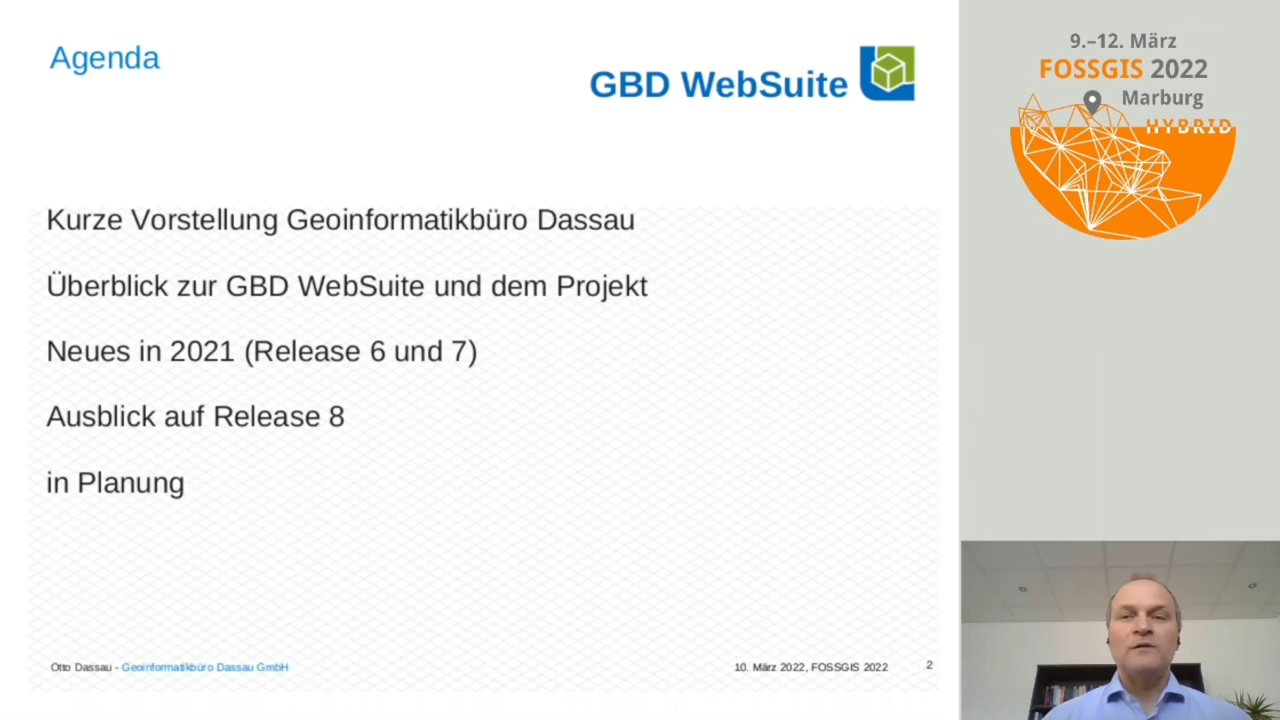 Agenda
GBD WebSuite
Kurze Vorstellung Geoinformatikbüro Dassau
Überblick zur GBD WebSuite und dem Projekt
Neues in 2021 (Release 6 und 7)
Ausblick auf Release 8
in Planung
Otto Dassau - Geoinformatikbüro Dassau GmbH
10. März 2022, FOSSGIS 2022
2
9.–12. März
FOSSGIS 2022
Marburg
HYBRID